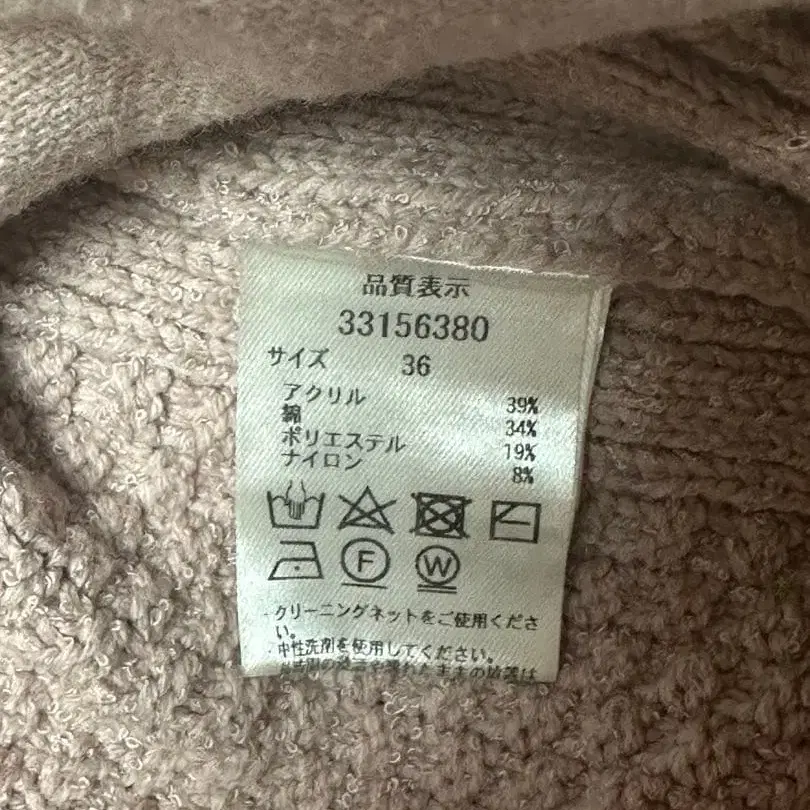 品質表示
33156380
サイズ 36
アクリル 39%
綿 34%
ポリエステル 19%
ナイロン 8%
F W
・クリーニングネットをご使用くださ
い。
・中性洗剤を使用してください。